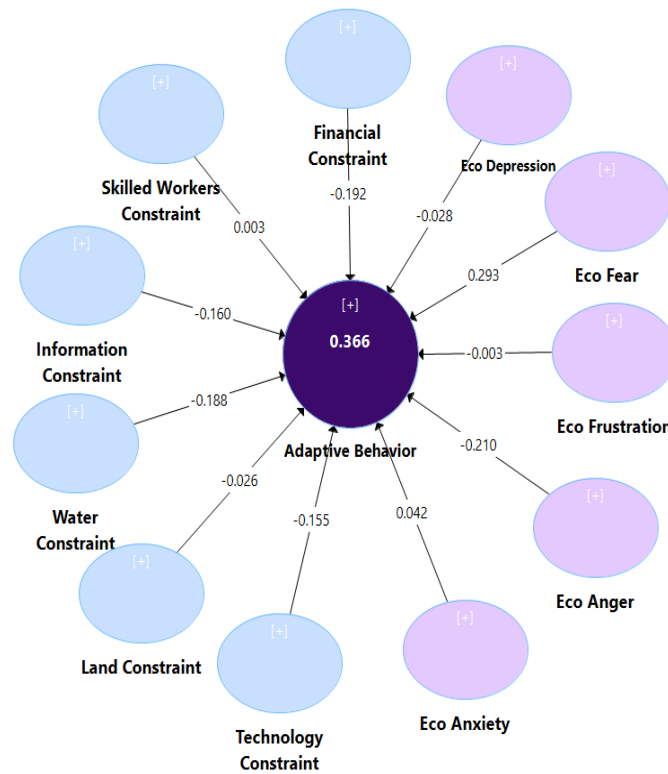 [+]
Financial
Constraint
-0.192
[+]
Eco Depression
-0.028
[+]
Skilled Workers
Constraint
0.003
[+]
Eco Fear
0.293
[+]
Information
Constraint
-0.160
[+]
0.366
Adaptive Behavior
[+]
Eco Frustration
-0.003
[+]
Water
Constraint
-0.188
[+]
Eco Anger
-0.210
[+]
Land Constraint
-0.026
[+]
Technology
Constraint
-0.155
[+]
Eco Anxiety
0.042